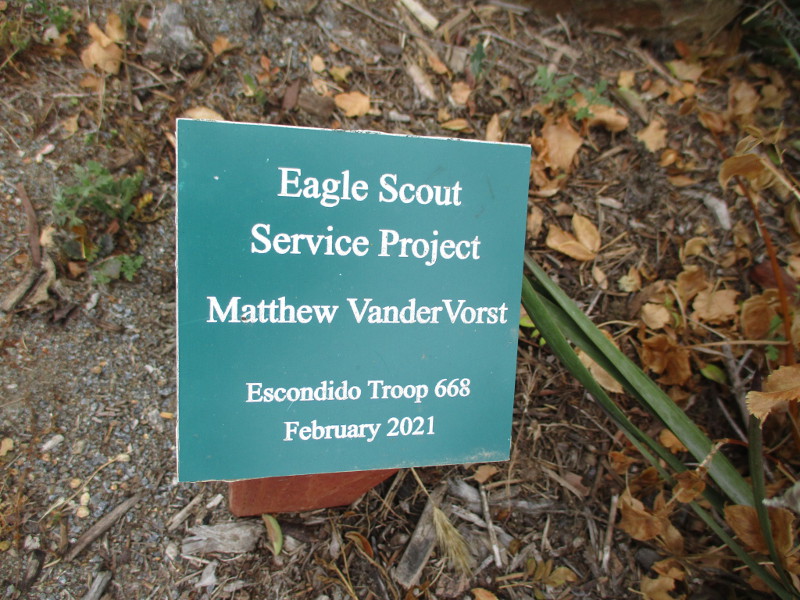 Eagle Scout
Service Project
Matthew VanderVorst
Escondido Troop 668
February 2021